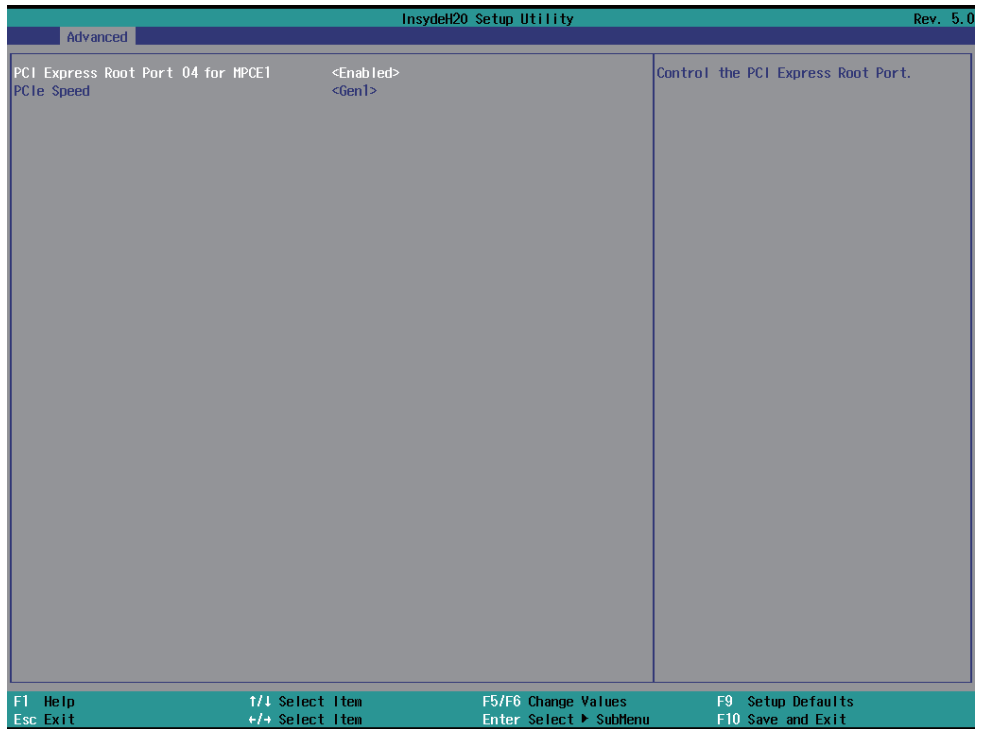 InsydeH20 Setup Utility Rev. 5.0
Advanced
PCI Express Root Port 04 for MPCE1 <Enabled> Control the PCI Express Root Port.
PCIe Speed <Gen1>
F1 Help ↑/↓ Select Item F5/F6 Change Values F9 Setup Defaults
Esc Exit ←/→ Select Item Enter Select ▶ SubMenu F10 Save and Exit